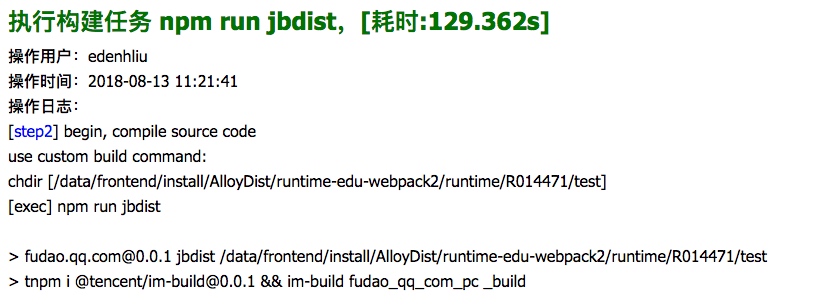 执行构建任务 npm run jbdist，[耗时:129.362s]
操作用户：edenhliu
操作时间：2018-08-13 11:21:41
操作日志：
[step2] begin, compile source code
use custom build command:
chdir [/data/frontend/install/AlloyDist/runtime-edu-webpack2/runtime/R014471/test]
[exec] npm run jbdist
> fudao.qq.com@0.0.1 jbdist /data/frontend/install/AlloyDist/runtime-edu-webpack2/runtime/R014471/test
> tnpm i @tencent/im-build@0.0.1 && im-build fudao_qq_com_pc _build